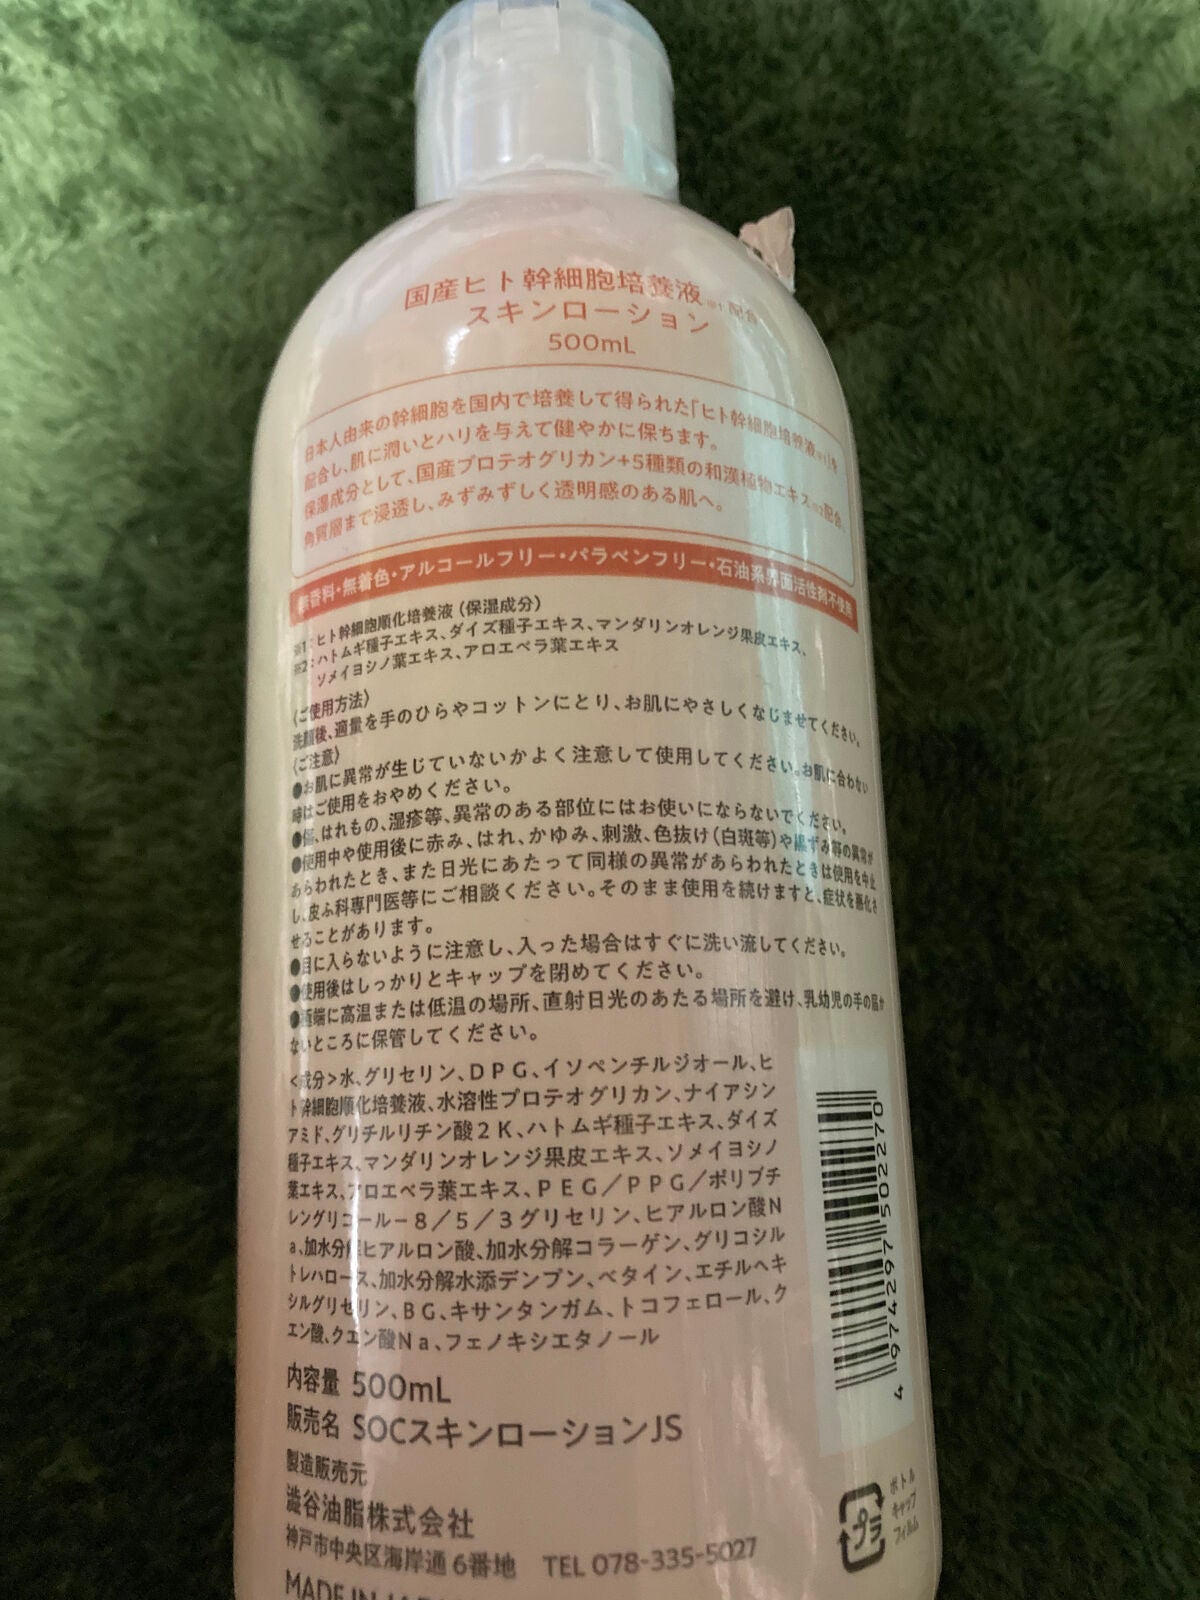 国産ヒト幹細胞培養液※1配合
スキンローション
500mL
日本人由来の幹細胞を国内で培養して得られた「ヒト幹細胞培養液※1」を
配合し、肌に潤いとハリを与えて健やかに保ちます。
保湿成分として、国産プロテオグリカン+5種類の和漢植物エキス※2配合。
角質層まで浸透し、みずみずしく透明感のある肌へ。
無香料・無着色・アルコールフリー・パラベンフリー・石油系界面活性剤不使用
※1:ヒト幹細胞順化培養液(保湿成分)
※2:ハトムギ種子エキス、ダイズ種子エキス、マンダリンオレンジ果皮エキス、
ソメイヨシノ葉エキス、アロエベラ葉エキス
〈ご使用方法〉
洗顔後、適量を手のひらやコットンにとり、お肌にやさしくなじませてください。
〈ご注意〉
●お肌に異常が生じていないかよく注意して使用してください。お肌に合わない
時はご使用をおやめください。
●傷、はれもの、湿疹等、異常のある部位にはお使いにならないでください。
●使用中や使用後に赤み、はれ、かゆみ、刺激、色抜け(白斑等)や黒ずみ等の異常が
あらわれたとき、また日光にあたって同様の異常があらわれたときは使用を中止
し、皮ふ科専門医等にご相談ください。そのまま使用を続けますと、症状を悪化さ
せることがあります。
●目に入らないように注意し、入った場合はすぐに洗い流してください。
●使用後はしっかりとキャップを閉めてください。
●極端に高温または低温の場所、直射日光のあたる場所を避け、乳幼児の手の届か
ないところに保管してください。
<成分>水、グリセリン、DPG、イソペンチルジオール、ヒ
ト幹細胞順化培養液、水溶性プロテオグリカン、ナイアシン
アミド、グリチルリチン酸2K、ハトムギ種子エキス、ダイズ
種子エキス、マンダリンオレンジ果皮エキス、ソメイヨシノ
葉エキス、アロエベラ葉エキス、PEG/PPG/ポリブチ
レングリコール-8/5/3グリセリン、ヒアルロン酸N
a、加水分解ヒアルロン酸、加水分解コラーゲン、グリコシル
トレハロース、加水分解水添デンプン、ベタイン、エチルヘキ
シルグリセリン、BG、キサンタンガム、トコフェロール、ク
エン酸、クエン酸Na、フェノキシエタノール
内容量 500mL
販売名 SOCスキンローションJS
製造販売元
澁谷油脂株式会社
神戸市中央区海岸通6番地 TEL 078-335-5027
MADE IN
4 974297 502270
プラ
ボトル
キャップ
フィルム